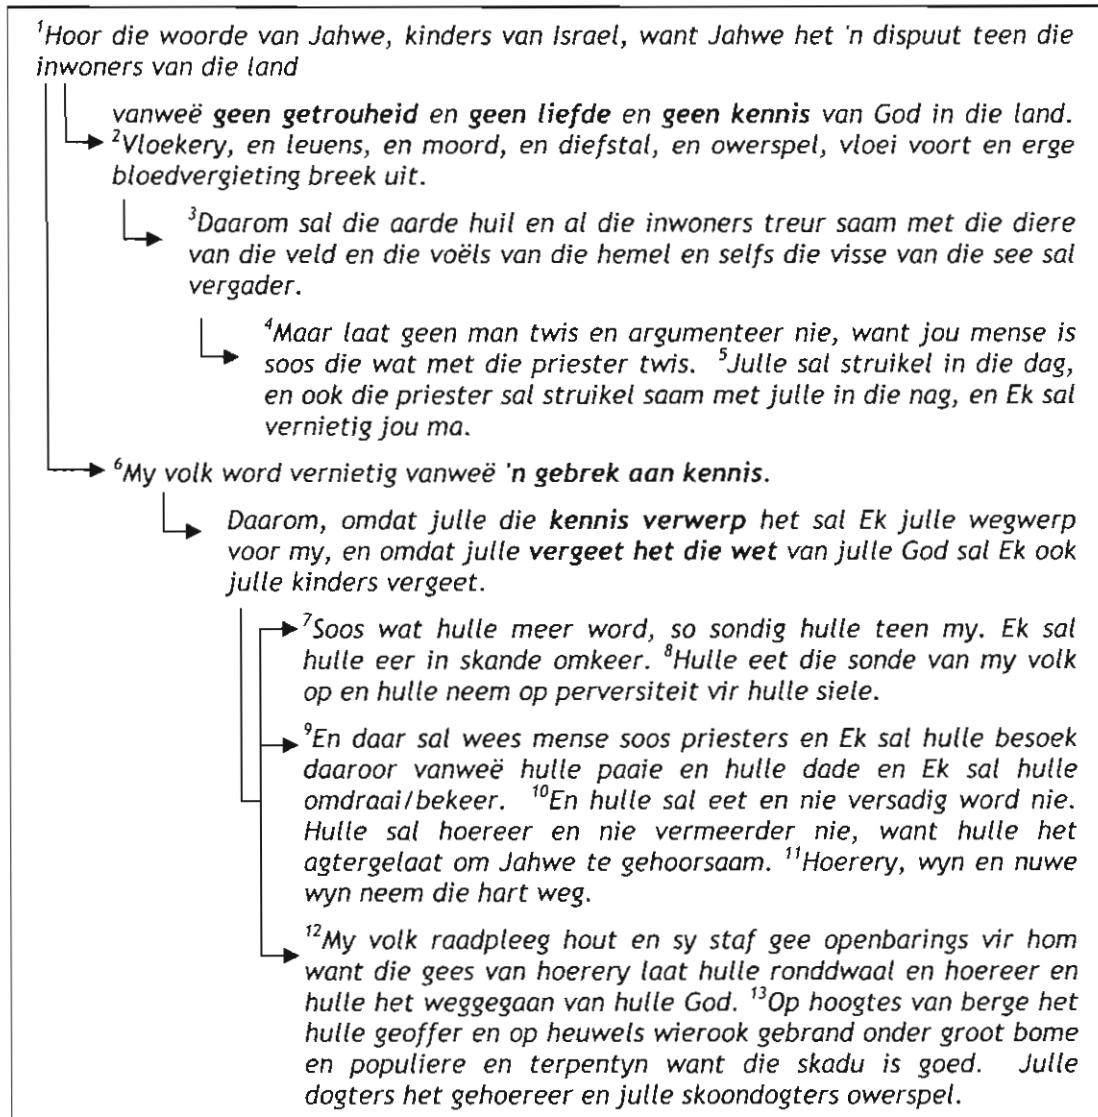 ¹Hoor die woorde van Jahwe, kinders van Israel, want Jahwe het 'n dispuut teen die
inwoners van die land
vanweë geen getrouheid en geen liefde en geen kennis van God in die land.
²Vloekery, en leuens, en moord, en diefstal, en owerspel, vloei voort en erge
bloedvergieting breek uit.
³Daarom sal die aarde huil en al die inwoners treur saam met die diere
van die veld en die voëls van die hemel en selfs die visse van die see sal
vergader.
⁴Maar laat geen man twis en argumenteer nie, want jou mense is
soos die wat met die priester twis. ⁵Julle sal struikel in die dag,
en ook die priester sal struikel saam met julle in die nag, en Ek sal
vernietig jou ma.
⁶My volk word vernietig vanweë 'n gebrek aan kennis.
Daarom, omdat julle die kennis verwerp het sal Ek julle wegwerp
voor my, en omdat julle vergeet het die wet van julle God sal Ek ook
julle kinders vergeet.
⁷Soos wat hulle meer word, so sondig hulle teen my. Ek sal
hulle eer in skande omkeer. ⁸Hulle eet die sonde van my volk
op en hulle neem op perversiteit vir hulle siele.
⁹En daar sal wees mense soos priesters en Ek sal hulle besoek
daaroor vanweë hulle paaie en hulle dade en Ek sal hulle
omdraai/bekeer. ¹⁰En hulle sal eet en nie versadig word nie.
Hulle sal hoereer en nie vermeerder nie, want hulle het
agtergelaat om Jahwe te gehoorsaam. ¹¹Hoerery, wyn en nuwe
wyn neem die hart weg.
¹²My volk raadpleeg hout en sy staf gee openbarings vir hom
want die gees van hoerery laat hulle ronddwaal en hoereer en
hulle het weggegaan van hulle God. ¹³Op hoogtes van berge het
hulle geoffer en op heuwels wierook gebrand onder groot bome
en populiere en terpentyn want die skadu is goed. Julle
dogters het gehoereer en julle skoondogters owerspel.